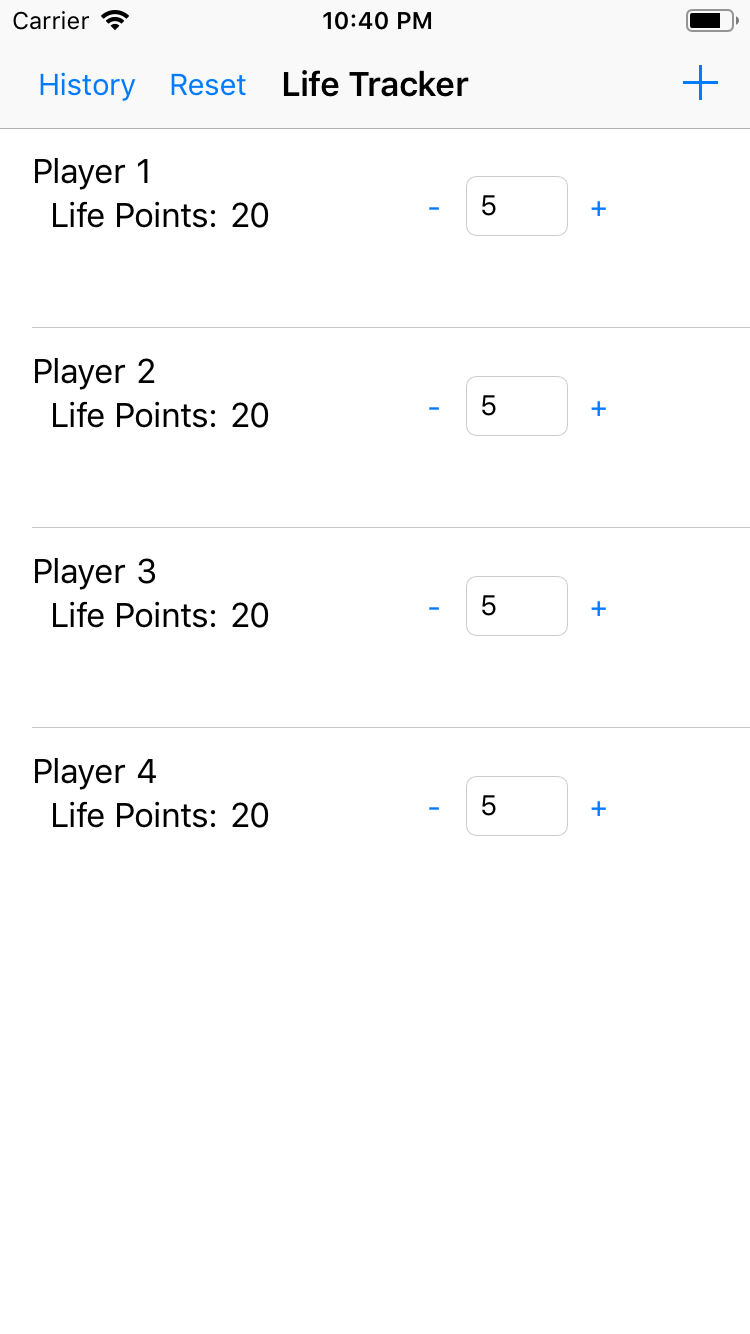 Carrier 10:40 PM
History Reset Life Tracker +
Player 1
Life Points: 20 - 5 +
Player 2
Life Points: 20 - 5 +
Player 3
Life Points: 20 - 5 +
Player 4
Life Points: 20 - 5 +